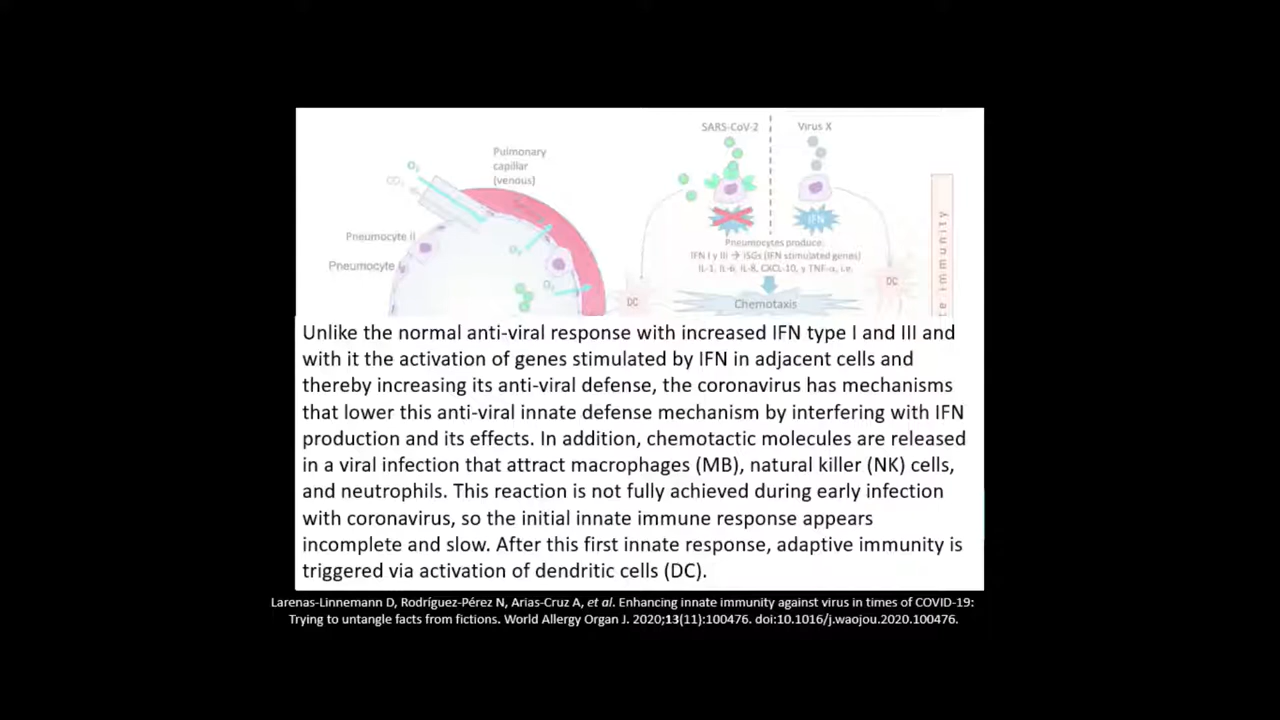 SARS-CoV-2
Virus X
Pulmonary
capillar
(venous)
O₂
CO₂
Pneumocyte II
Pneumocyte I
O₂
O₂
IFN
Pneumocytes produce:
IFN I y III → ISGs (IFN stimulated genes)
IL-1, IL-6, IL-8, CXCL-10, y TNF-α, i.e.
DC
DC
Chemotaxis
te immunity
Unlike the normal anti-viral response with increased IFN type I and III and
with it the activation of genes stimulated by IFN in adjacent cells and
thereby increasing its anti-viral defense, the coronavirus has mechanisms
that lower this anti-viral innate defense mechanism by interfering with IFN
production and its effects. In addition, chemotactic molecules are released
in a viral infection that attract macrophages (MB), natural killer (NK) cells,
and neutrophils. This reaction is not fully achieved during early infection
with coronavirus, so the initial innate immune response appears
incomplete and slow. After this first innate response, adaptive immunity is
triggered via activation of dendritic cells (DC).
Larenas-Linnemann D, Rodríguez-Pérez N, Arias-Cruz A, et al. Enhancing innate immunity against virus in times of COVID-19:
Trying to untangle facts from fictions. World Allergy Organ J. 2020;13(11):100476. doi:10.1016/j.waojou.2020.100476.